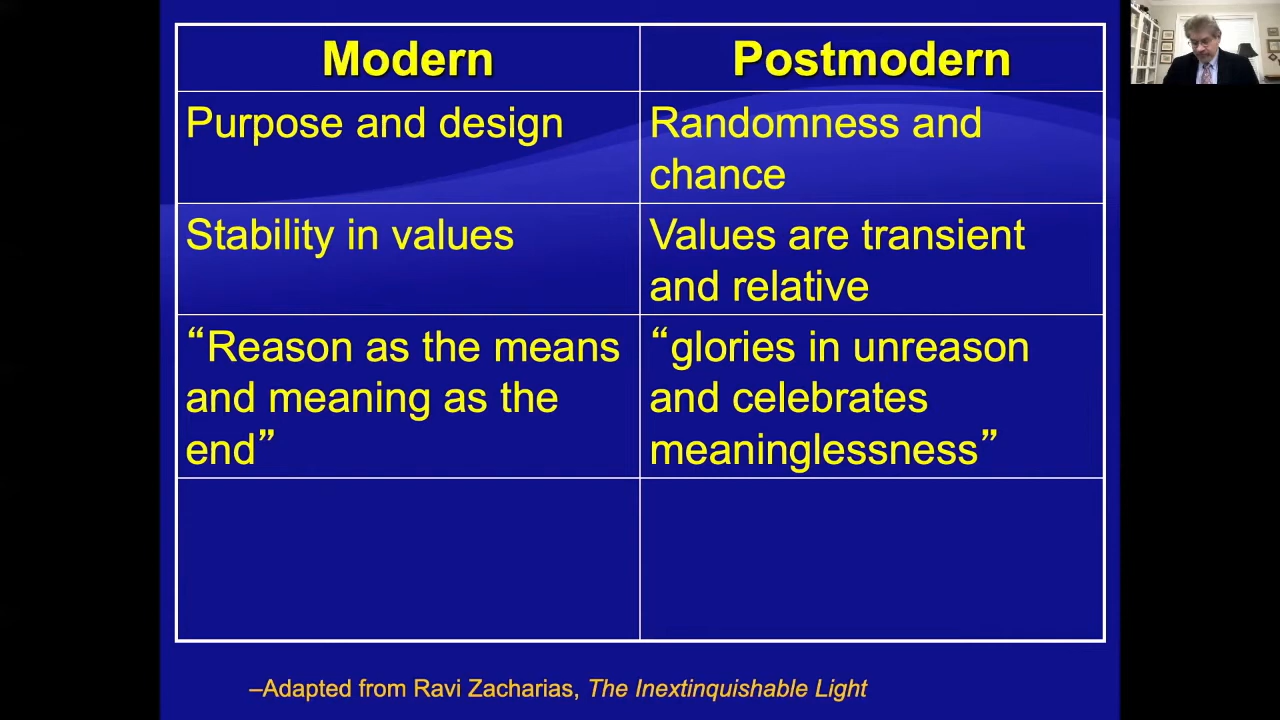 Modern
Postmodern
Purpose and design
Randomness and
chance
Stability in values
Values are transient
and relative
“Reason as the means
and meaning as the
end”
“glories in unreason
and celebrates
meaninglessness”
–Adapted from Ravi Zacharias, The Inextinquishable Light